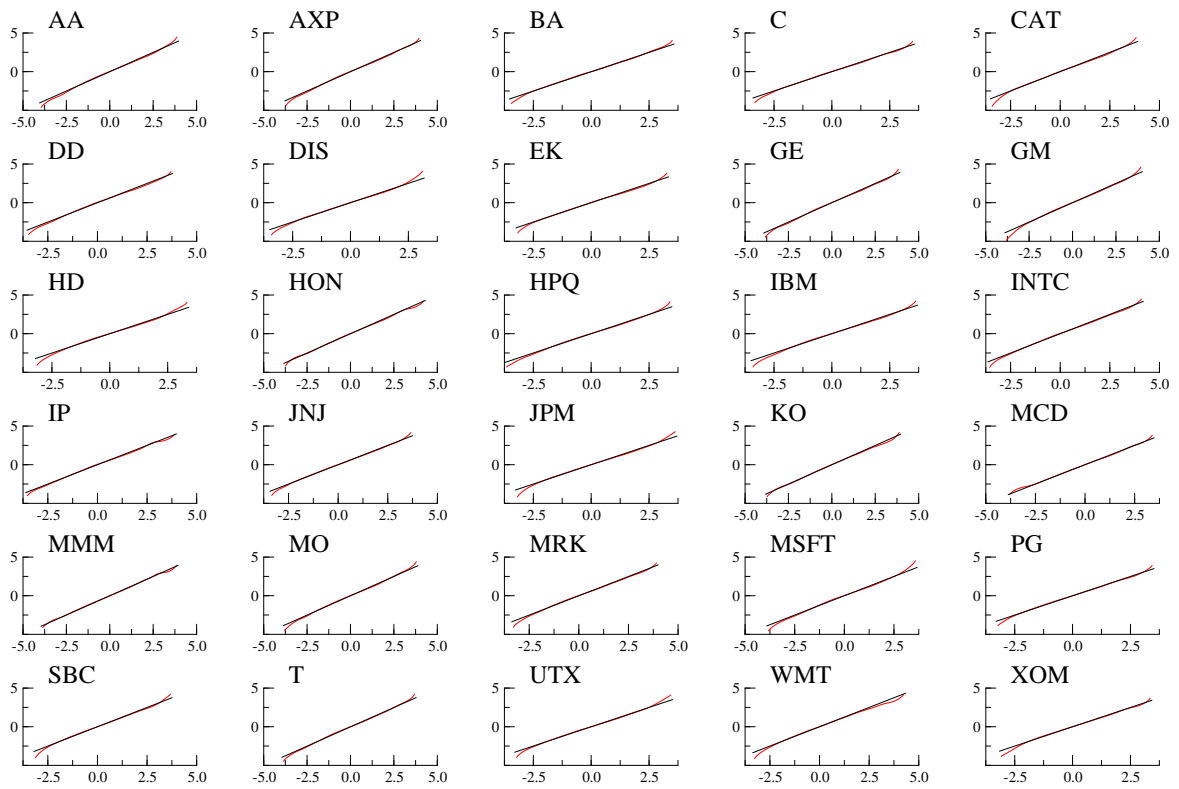 AA AXP BA C CAT
5 5 5 5 5
0 0 0 0 0
-5.0 -2.5 0.0 2.5 5.0 -5.0 -2.5 0.0 2.5 5.0 -2.5 0.0 2.5 -2.5 0.0 2.5 -2.5 0.0 2.5 5.0
DD DIS EK GE GM
5 5 5 5 5
0 0 0 0 0
-2.5 0.0 2.5 5.0 -2.5 0.0 2.5 -2.5 0.0 2.5 -5.0 -2.5 0.0 2.5 5.0 -5.0 -2.5 0.0 2.5 5.0
HD HON HPQ IBM INTC
5 5 5 5 5
0 0 0 0 0
-2.5 0.0 2.5 -5.0 -2.5 0.0 2.5 5.0 -2.5 0.0 2.5 -2.5 0.0 2.5 -2.5 0.0 2.5 5.0
IP JNJ JPM KO MCD
5 5 5 5 5
0 0 0 0 0
-2.5 0.0 2.5 5.0 -2.5 0.0 2.5 5.0 -2.5 0.0 2.5 -5.0 -2.5 0.0 2.5 5.0 -5.0 -2.5 0.0 2.5
MMM MO MRK MSFT PG
5 5 5 5 5
0 0 0 0 0
-5.0 -2.5 0.0 2.5 5.0 -5.0 -2.5 0.0 2.5 5.0 -2.5 0.0 2.5 5.0 -5.0 -2.5 0.0 2.5 -2.5 0.0 2.5
SBC T UTX WMT XOM
5 5 5 5 5
0 0 0 0 0
-2.5 0.0 2.5 5.0 -5.0 -2.5 0.0 2.5 5.0 -2.5 0.0 2.5 -2.5 0.0 2.5 5.0 -2.5 0.0 2.5